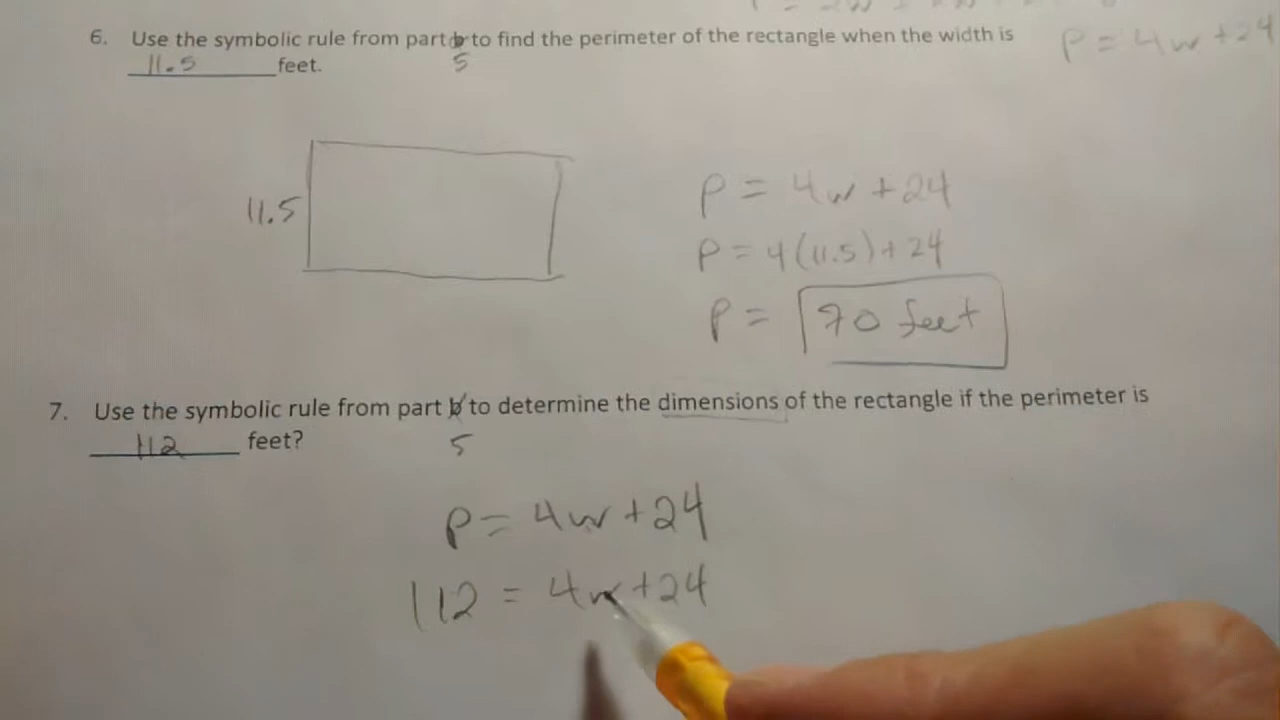 6. Use the symbolic rule from part b to find the perimeter of the rectangle when the width is
P = 4w + 24
11.5 feet.
5
11.5
P = 4w + 24
P = 4(11.5) + 24
P = 70 feet
7. Use the symbolic rule from part b to determine the dimensions of the rectangle if the perimeter is
112 feet?
5
P = 4w + 24
112 = 4w + 24